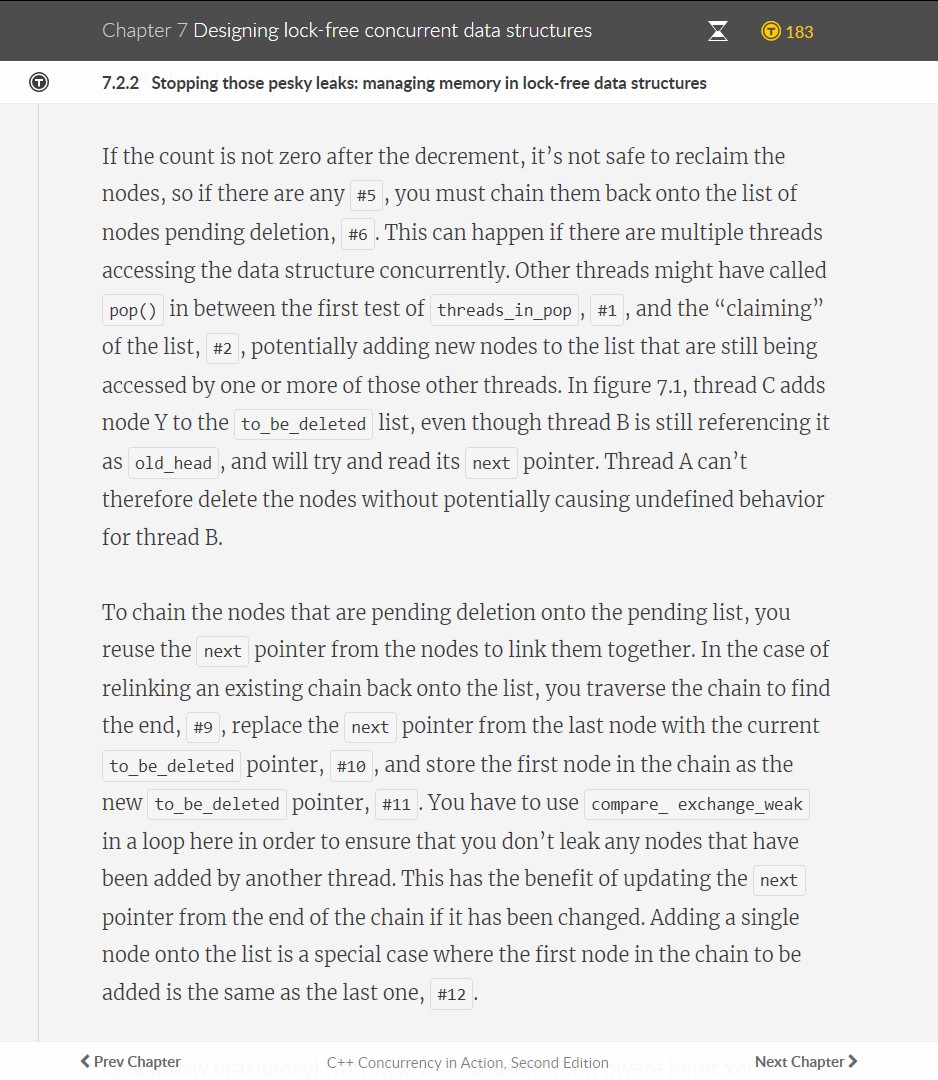 Chapter 7 Designing lock-free concurrent data structures
183
7.2.2 Stopping those pesky leaks: managing memory in lock-free data structures
If the count is not zero after the decrement, it’s not safe to reclaim the
nodes, so if there are any #5, you must chain them back onto the list of
nodes pending deletion, #6. This can happen if there are multiple threads
accessing the data structure concurrently. Other threads might have called
pop() in between the first test of threads_in_pop, #1, and the “claiming”
of the list, #2, potentially adding new nodes to the list that are still being
accessed by one or more of those other threads. In figure 7.1, thread C adds
node Y to the to_be_deleted list, even though thread B is still referencing it
as old_head, and will try and read its next pointer. Thread A can’t
therefore delete the nodes without potentially causing undefined behavior
for thread B.
To chain the nodes that are pending deletion onto the pending list, you
reuse the next pointer from the nodes to link them together. In the case of
relinking an existing chain back onto the list, you traverse the chain to find
the end, #9, replace the next pointer from the last node with the current
to_be_deleted pointer, #10, and store the first node in the chain as the
new to_be_deleted pointer, #11. You have to use compare_ exchange_weak
in a loop here in order to ensure that you don’t leak any nodes that have
been added by another thread. This has the benefit of updating the next
pointer from the end of the chain if it has been changed. Adding a single
node onto the list is a special case where the first node in the chain to be
added is the same as the last one, #12.
Prev Chapter C++ Concurrency in Action, Second Edition Next Chapter